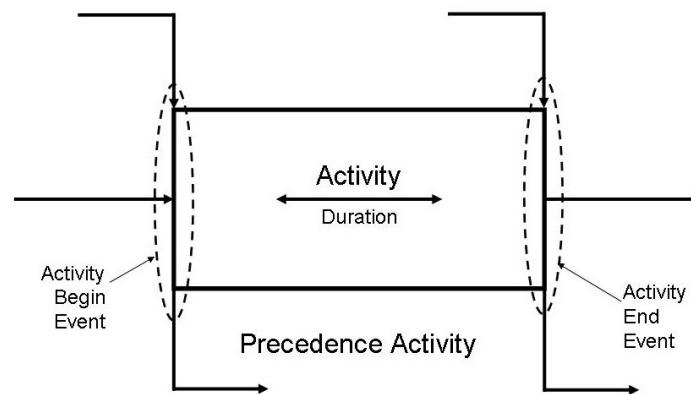 Activity
Duration
Activity
Begin
Event
Activity
End
Event
Precedence Activity